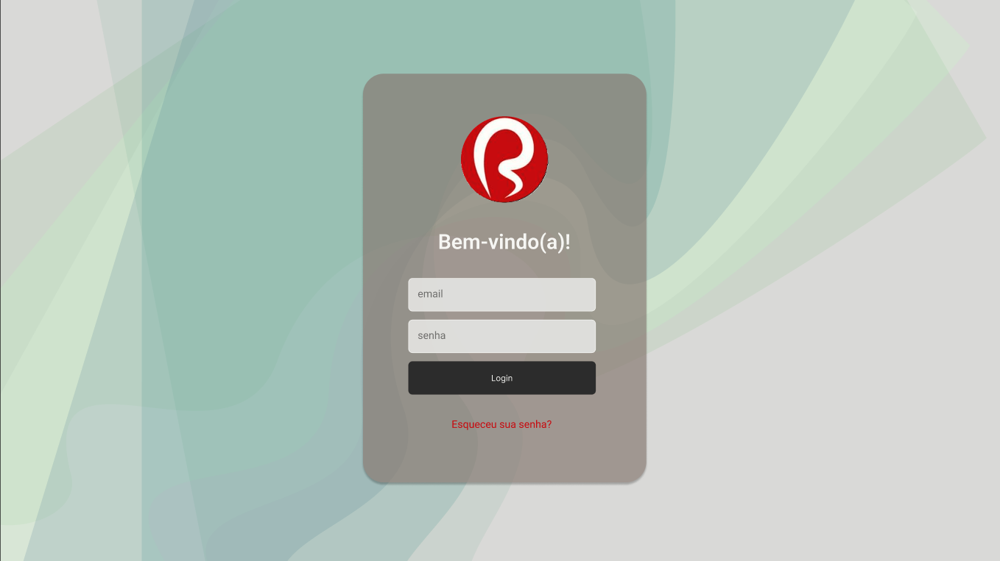 Bem-vindo(a)!
email
senha
Login
Esqueceu sua senha?